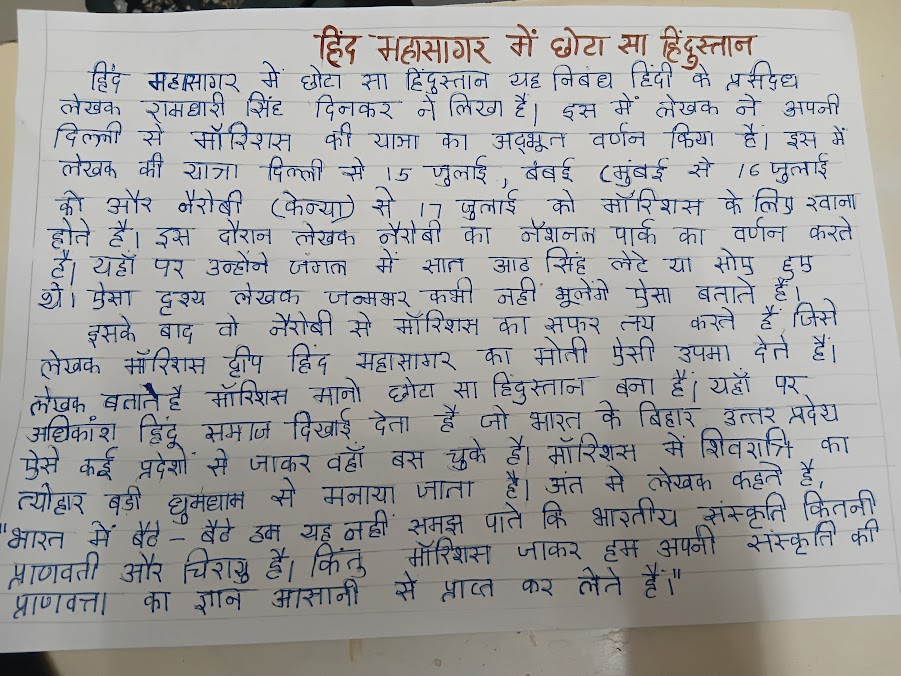 हिंद महासागर में छोटा सा हिंदुस्तान
हिंद महासागर में छोटा सा हिंदुस्तान यह निबंध हिंदी के प्रसिद्ध
लेखक रामधारी सिंह दिनकर ने लिखा है। इस में लेखक ने अपनी
दिल्ली से मॉरिशस की यात्रा का अद्भूत वर्णन किया है। इस में
लेखक की यात्रा दिल्ली से 15 जुलाई, बंबई (मुंबई से 16 जुलाई
को और नैरोबी (केन्या) से 17 जुलाई को मॉरिशस के लिए रवाना
होते है। इस दौरान लेखक नैरोबी का नॅशनल पार्क का वर्णन करते
है। यहाँ पर उन्होंने जंगल में सात आठ सिंह लेटे या सोए हुए
थे। ऐसा दृश्य लेखक जन्मभर कभी नहीं भूलेंगे ऐसा बताते है।
इसके बाद वो नैरोबी से मॉरिशस का सफर तय करते है जिसे
लेखक मॉरिशस द्वीप हिंद महासागर का मोती ऐसी उपमा देते है।
लेखक बताते है मॉरिशस मानो छोटा सा हिंदुस्तान बना है। यहाँ पर
अधिकांश हिंदू समाज दिखाई देता है जो भारत के बिहार उत्तर प्रदेश
ऐसे कई प्रदेशों से जाकर वहाँ बस चुके है। मॉरिशस में शिवरात्रि का
त्योहार बडी धुमधाम से मनाया जाता है। अंत मे लेखक कहते है,
"भारत में बैठे - बैठे हम यह नहीं समझ पाते कि भारतीय संस्कृति कितनी
प्राणवती और चिरायु है। किंतु मॉरिशस जाकर हम अपनी संस्कृति की
प्राणवत्ता का ज्ञान आसानी से प्राप्त कर लेते हैं।"